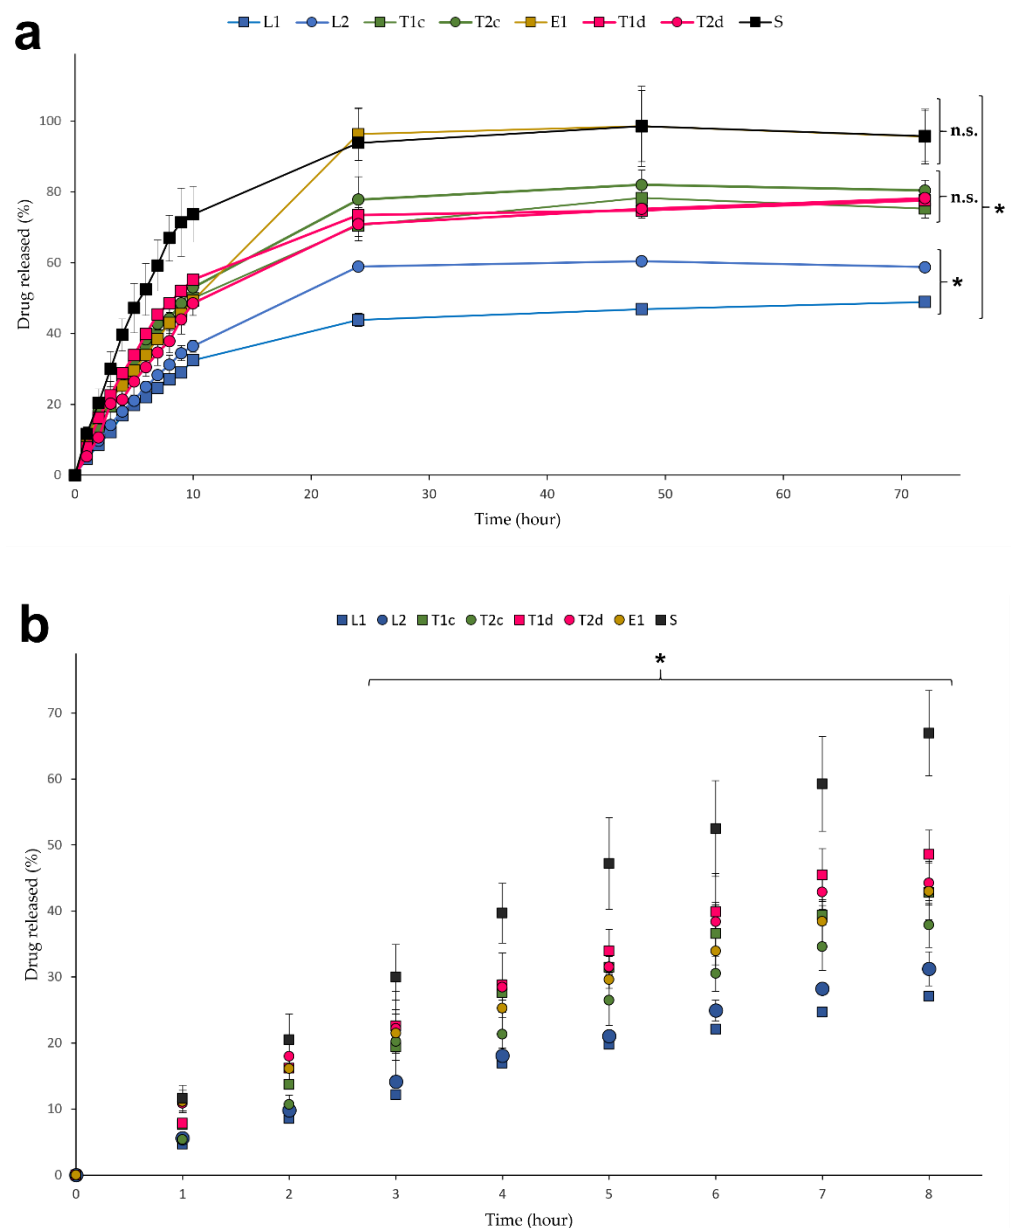 a
L1 L2 T1c T2c E1 T1d T2d S
100
80
60
40
20
0
Drug released (%)
n.s.
n.s.
*
*
0 10 20 30 40 50 60 70
Time (hour)
b
L1 L2 T1c T2c T1d T2d E1 S
*
70
60
50
40
30
20
10
0
Drug released (%)
0 1 2 3 4 5 6 7 8
Time (hour)